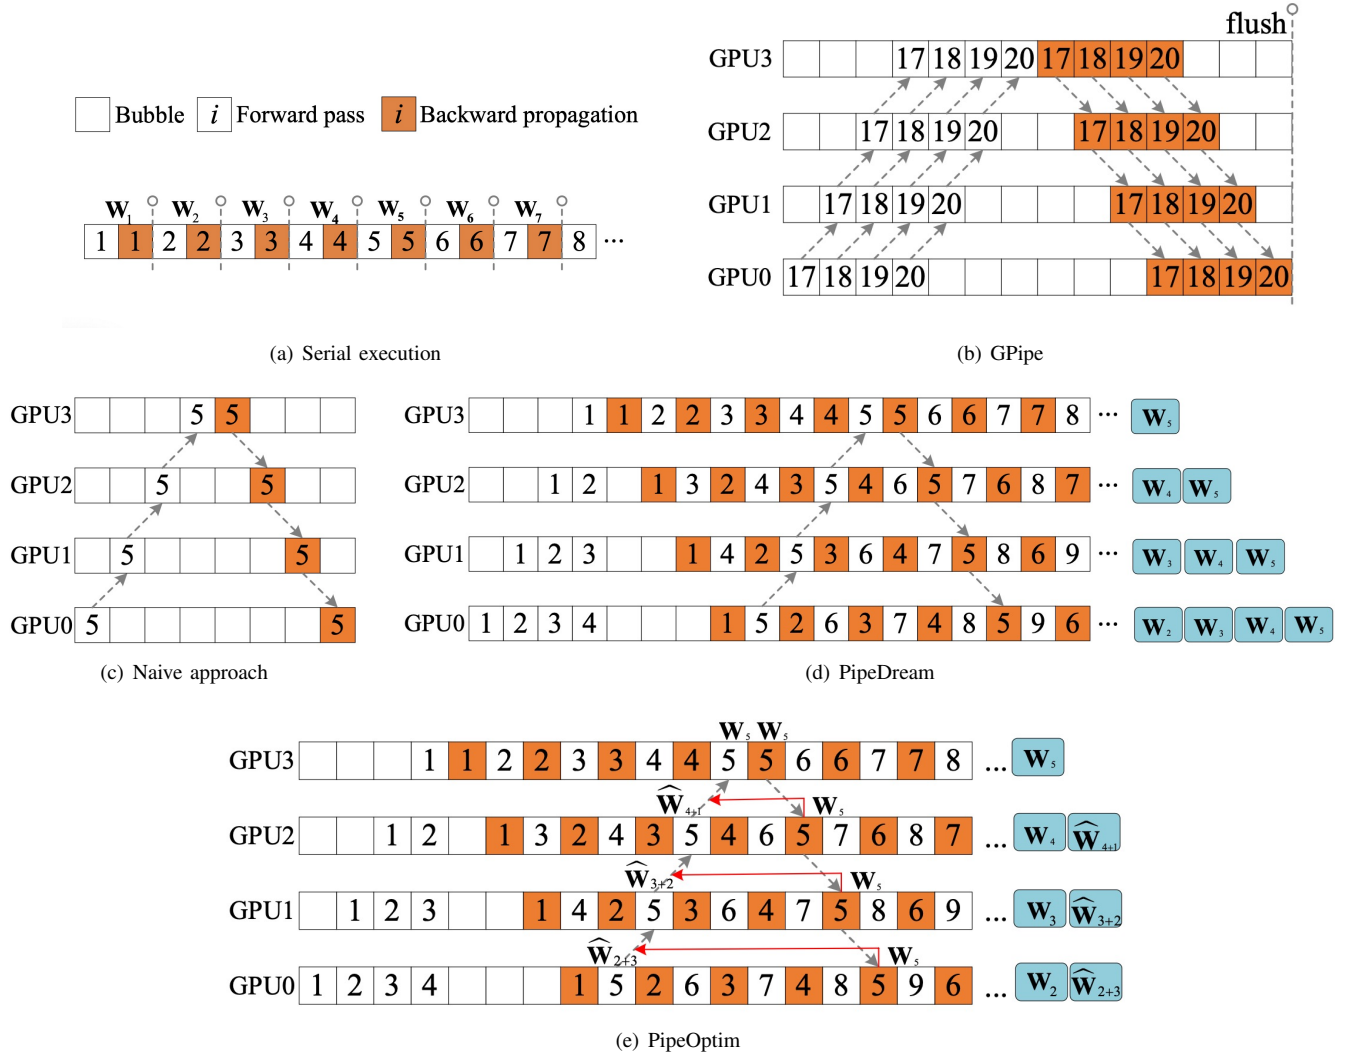 flush
GPU3 17 18 19 20 17 18 19 20
Bubble i Forward pass i Backward propagation
GPU2 17 18 19 20 17 18 19 20
W1 W2 W3 W4 W5 W6 W7
GPU1 17 18 19 20 17 18 19 20
1 1 2 2 3 3 4 4 5 5 6 6 7 7 8 ...
GPU0 17 18 19 20 17 18 19 20
(a) Serial execution
(b) GPipe
GPU3 5 5
GPU2 5 5
GPU1 5 5
GPU0 5 5
(c) Naive approach
GPU3 1 1 2 2 3 3 4 4 5 5 6 6 7 7 8 ... W5
GPU2 1 2 1 3 2 4 3 5 4 6 5 7 6 8 7 ... W4 W5
GPU1 1 2 3 1 4 2 5 3 6 4 7 5 8 6 9 ... W3 W4 W5
GPU0 1 2 3 4 1 5 2 6 3 7 4 8 5 9 6 ... W2 W3 W4 W5
(d) PipeDream
W5 W5
GPU3 1 1 2 2 3 3 4 4 5 5 6 6 7 7 8 ... W5
Ŵ4+1 W5
GPU2 1 2 1 3 2 4 3 5 4 6 5 7 6 8 7 ... W4 Ŵ4+1
Ŵ3+2 W5
GPU1 1 2 3 1 4 2 5 3 6 4 7 5 8 6 9 ... W3 Ŵ3+2
Ŵ2+3 W5
GPU0 1 2 3 4 1 5 2 6 3 7 4 8 5 9 6 ... W2 Ŵ2+3
(e) PipeOptim